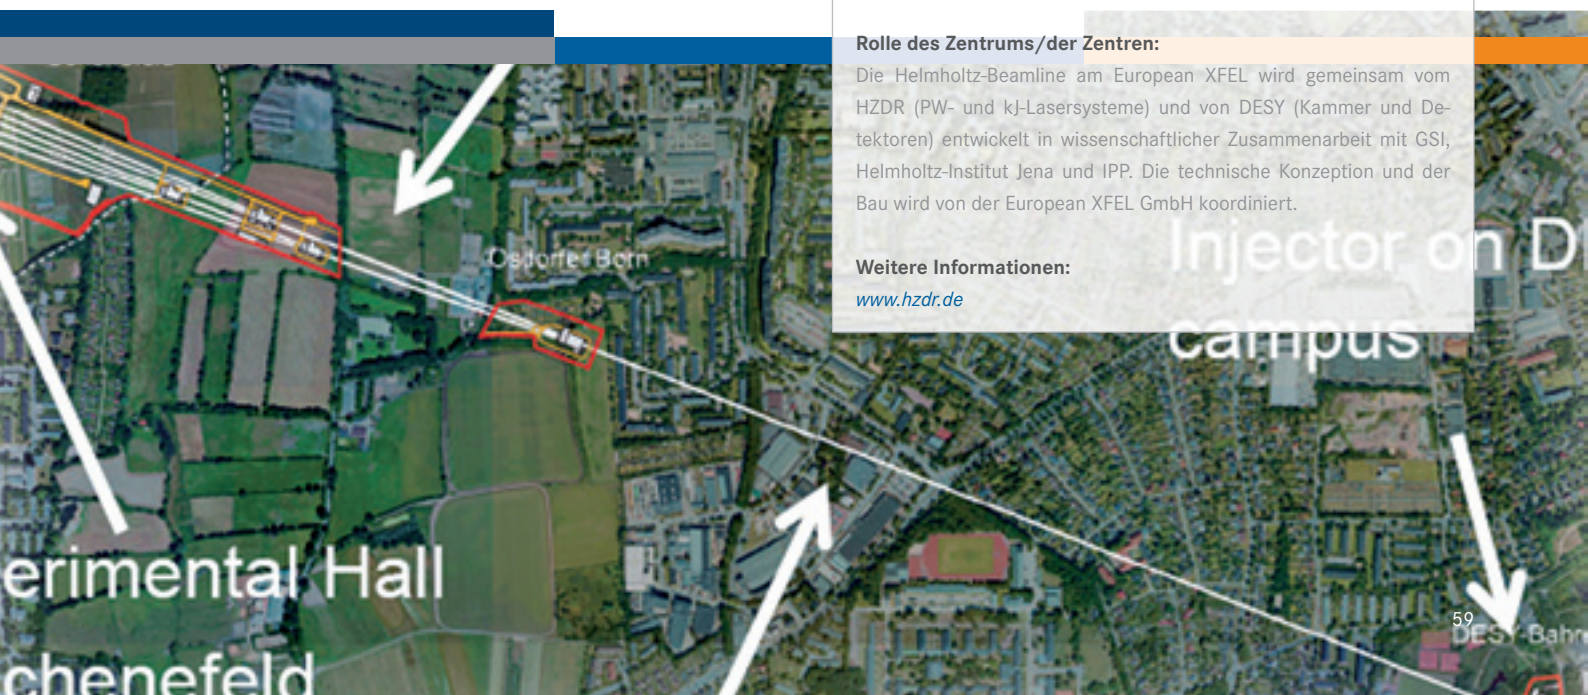 Rolle des Zentrums/der Zentren:
Die Helmholtz-Beamline am European XFEL wird gemeinsam vom
HZDR (PW- und kJ-Lasersysteme) und von DESY (Kammer und De-
tektoren) entwickelt in wissenschaftlicher Zusammenarbeit mit GSI,
Helmholtz-Institut Jena und IPP. Die technische Konzeption und der
Bau wird von der European XFEL GmbH koordiniert.
Weitere Informationen:
www.hzdr.de
Injector on D
campus
Osdorfer Born
erimental Hall
chenefeld
59
DESY-Bahre